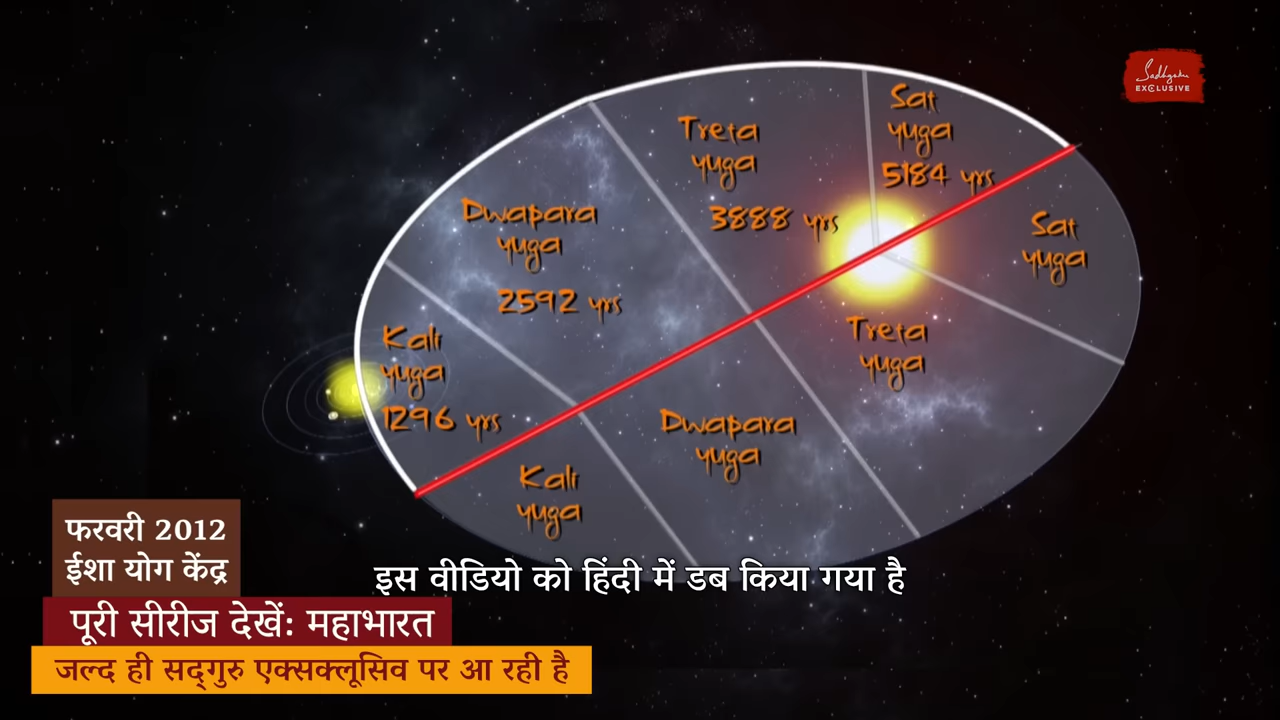 Sadhguru
EXCLUSIVE
Sat
yuga
5184 yrs
Treta
yuga
3888 yrs
Dwapara
yuga
2592 yrs
Kali
yuga
1296 yrs
Sat
yuga
Treta
yuga
Dwapara
yuga
Kali
yuga
इस वीडियो को हिंदी में डब किया गया है
फरवरी 2012
ईशा योग केंद्र
पूरी सीरीज देखें: महाभारत
जल्द ही सद्‌गुरु एक्सक्लूसिव पर आ रही है